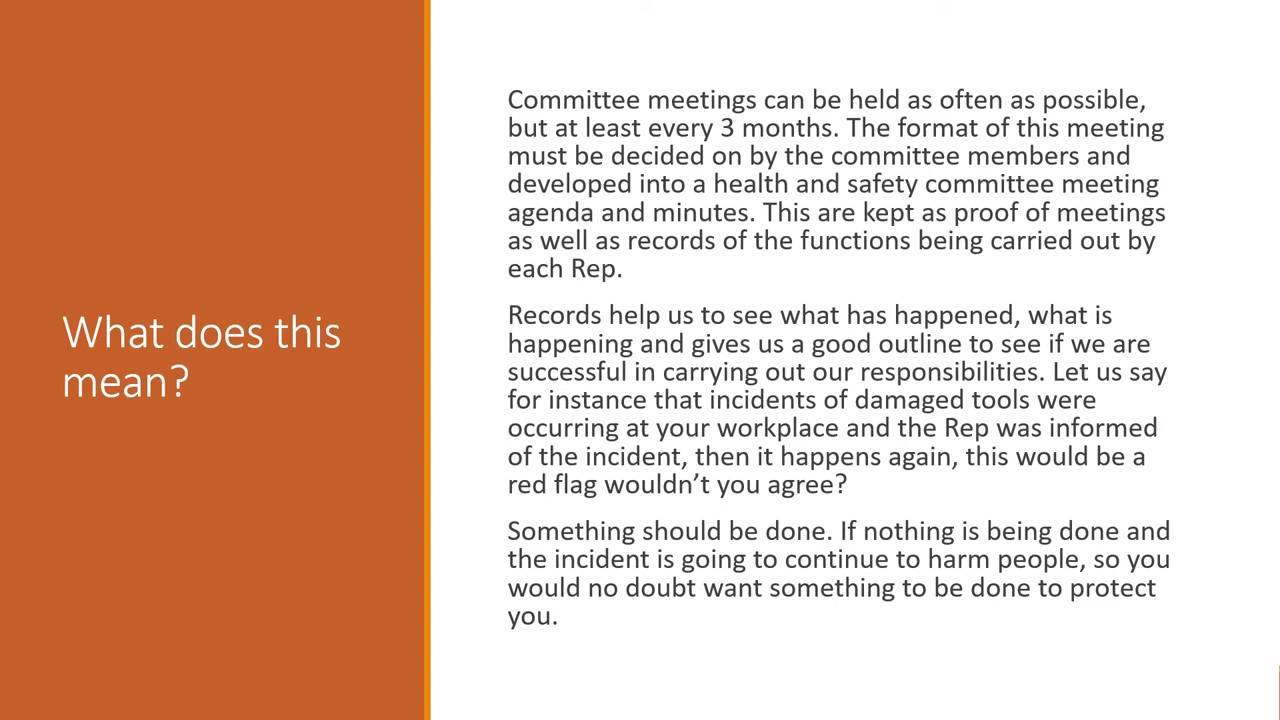 What does this
mean?
Committee meetings can be held as often as possible,
but at least every 3 months. The format of this meeting
must be decided on by the committee members and
developed into a health and safety committee meeting
agenda and minutes. This are kept as proof of meetings
as well as records of the functions being carried out by
each Rep.
Records help us to see what has happened, what is
happening and gives us a good outline to see if we are
successful in carrying out our responsibilities. Let us say
for instance that incidents of damaged tools were
occurring at your workplace and the Rep was informed
of the incident, then it happens again, this would be a
red flag wouldn’t you agree?
Something should be done. If nothing is being done and
the incident is going to continue to harm people, so you
would no doubt want something to be done to protect
you.